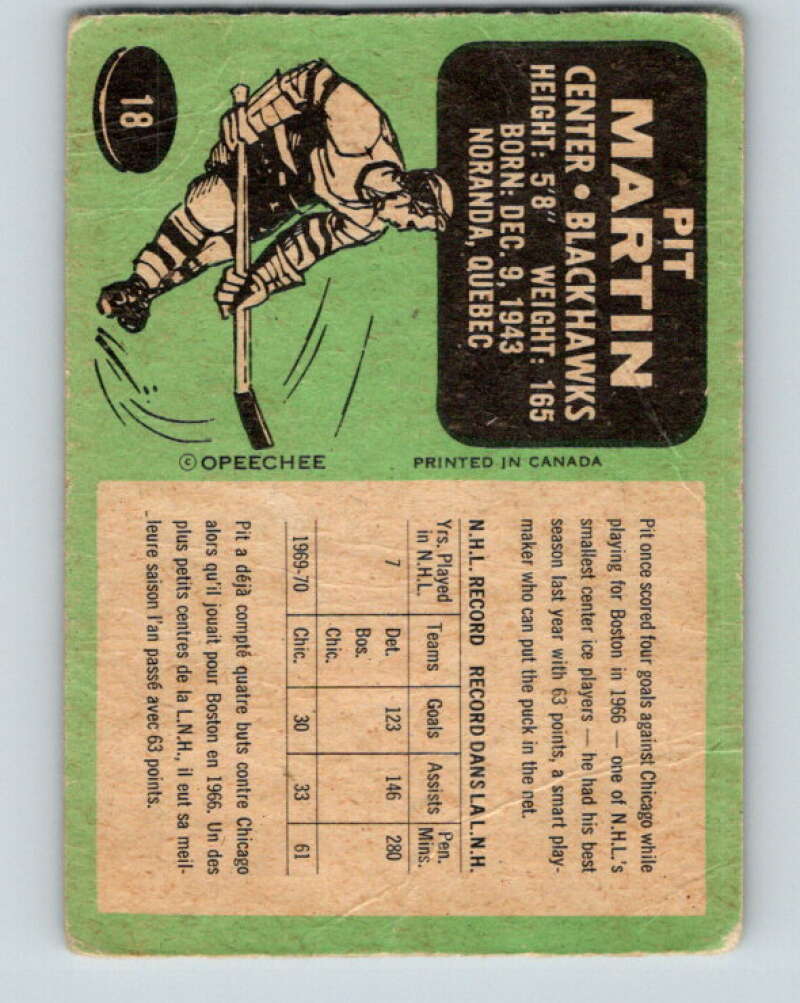 18
PIT
MARTIN
CENTER • BLACK HAWKS
HEIGHT: 5'8" WEIGHT: 165
BORN: DEC. 9, 1943
NORANDA, QUEBEC
© OPEECHEE
PRINTED IN CANADA
Pit once scored four goals against Chicago while
playing for Boston in 1966 — one of N.H.L.'s
smallest center ice players — he had his best
season last year with 63 points, a smart play-
maker who can put the puck in the net.
N.H.L. RECORD RECORD DANS LA L.N.H.
Yrs. Played in N.H.L. Teams Goals Assists Pen. Mins.
7 Det. 123 146 280
Bos.
Chic.
1969-70 Chic. 30 33 61
Pit a déjà compté quatre buts contre Chicago
alors qu'il jouait pour Boston en 1966. Un des
plus petits centres de la L.N.H., il eut sa meil-
leure saison l'an passé avec 63 points.